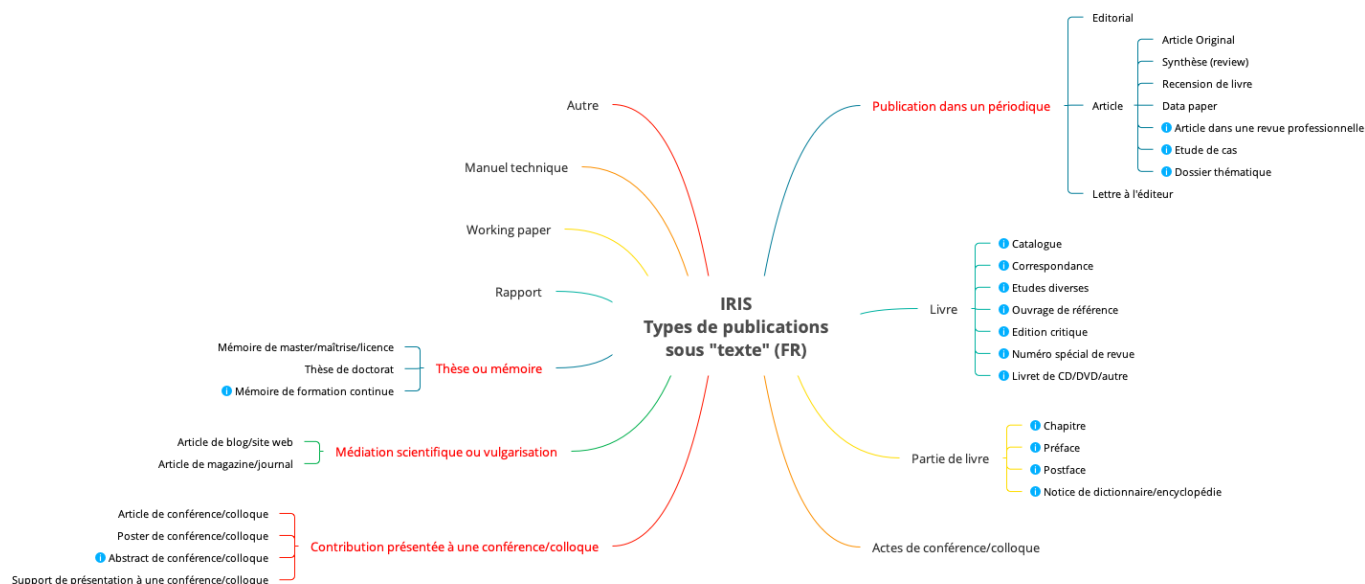 IRIS
Types de publications
sous "texte" (FR)
Publication dans un périodique
Editorial
Article
Article Original
Synthèse (review)
Recension de livre
Data paper
Article dans une revue professionnelle
Etude de cas
Dossier thématique
Lettre à l'éditeur
Livre
Catalogue
Correspondance
Etudes diverses
Ouvrage de référence
Edition critique
Numéro spécial de revue
Livret de CD/DVD/autre
Partie de livre
Chapitre
Préface
Postface
Notice de dictionnaire/encyclopédie
Actes de conférence/colloque
Autre
Manuel technique
Working paper
Rapport
Thèse ou mémoire
Mémoire de master/maîtrise/licence
Thèse de doctorat
Mémoire de formation continue
Médiation scientifique ou vulgarisation
Article de blog/site web
Article de magazine/journal
Contribution présentée à une conférence/colloque
Article de conférence/colloque
Poster de conférence/colloque
Abstract de conférence/colloque
Support de présentation à une conférence/colloque